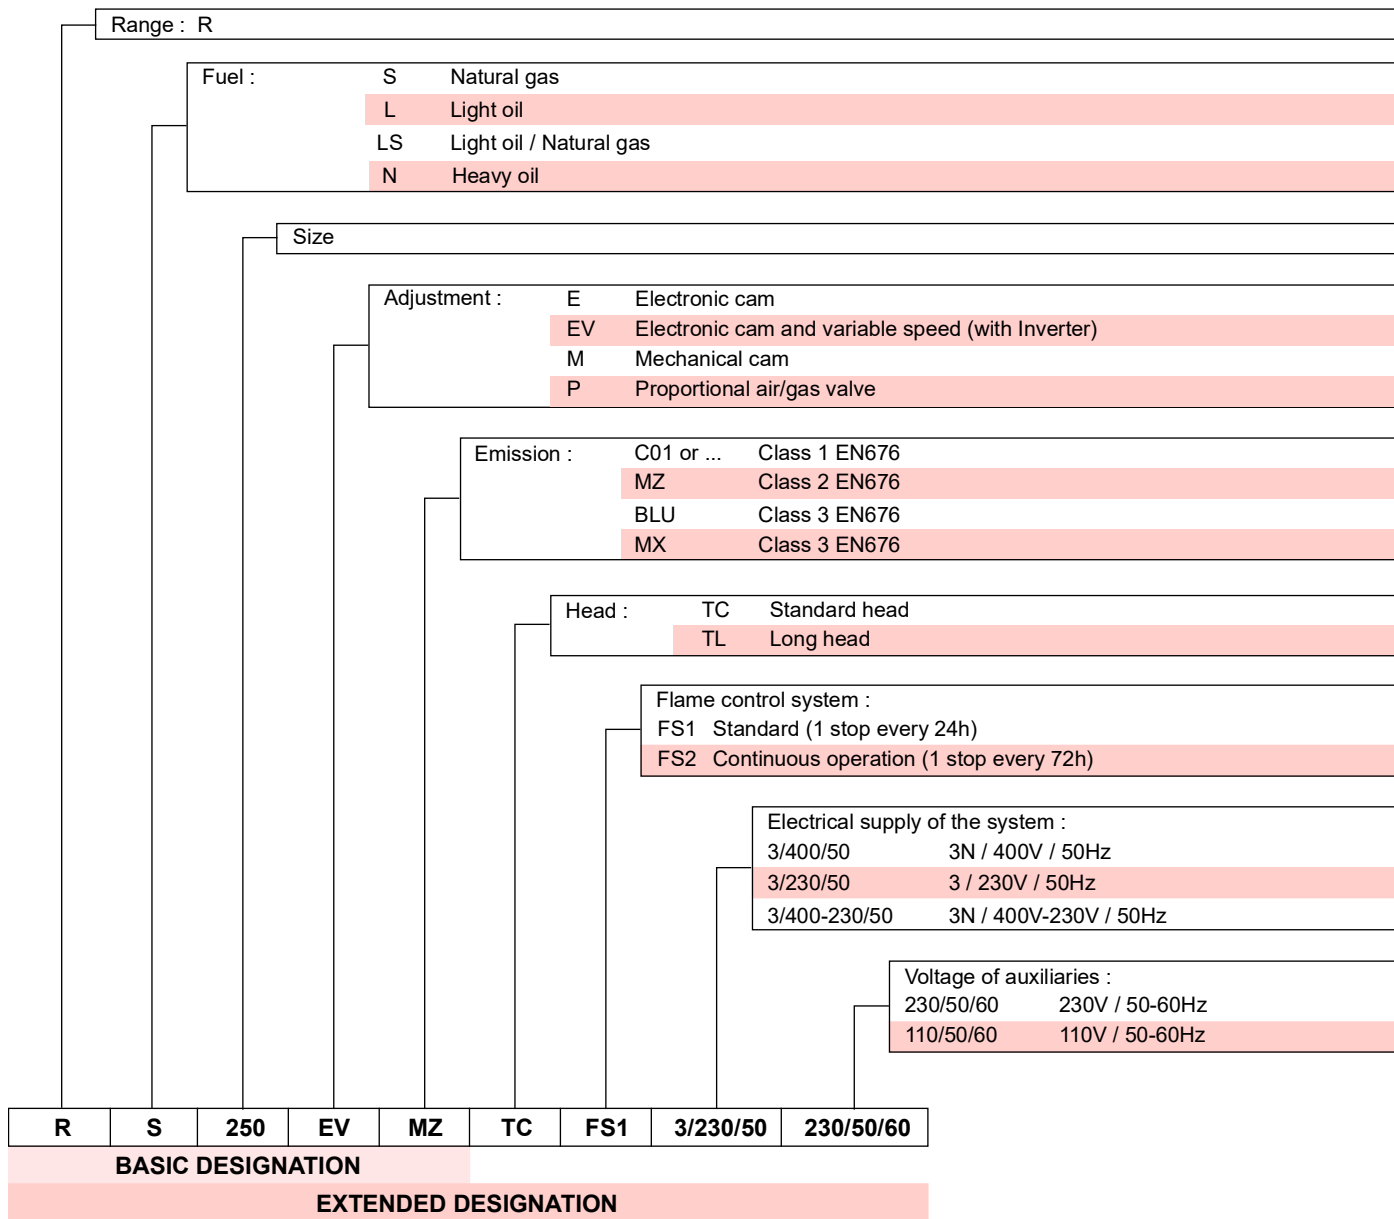 Range : R
Fuel : S Natural gas
L Light oil
LS Light oil / Natural gas
N Heavy oil
Size
Adjustment : E Electronic cam
EV Electronic cam and variable speed (with Inverter)
M Mechanical cam
P Proportional air/gas valve
Emission : C01 or ... Class 1 EN676
MZ Class 2 EN676
BLU Class 3 EN676
MX Class 3 EN676
Head : TC Standard head
TL Long head
Flame control system :
FS1 Standard (1 stop every 24h)
FS2 Continuous operation (1 stop every 72h)
Electrical supply of the system :
3/400/50 3N / 400V / 50Hz
3/230/50 3 / 230V / 50Hz
3/400-230/50 3N / 400V-230V / 50Hz
Voltage of auxiliaries :
230/50/60 230V / 50-60Hz
110/50/60 110V / 50-60Hz
R S 250 EV MZ TC FS1 3/230/50 230/50/60
BASIC DESIGNATION
EXTENDED DESIGNATION